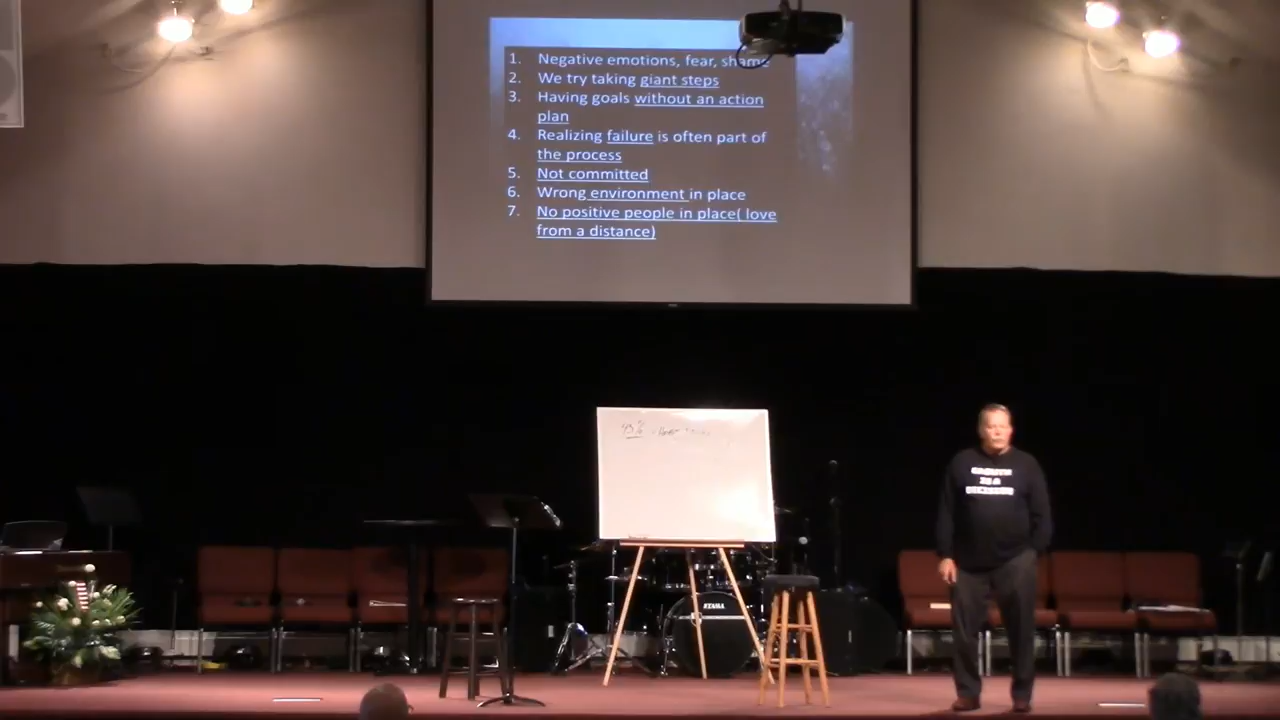 1. Negative emotions, fear, shame
2. We try taking giant steps
3. Having goals without an action
plan
4. Realizing failure is often part of
the process
5. Not committed
6. Wrong environment in place
7. No positive people in place( love
from a distance)
TAMA
IS A